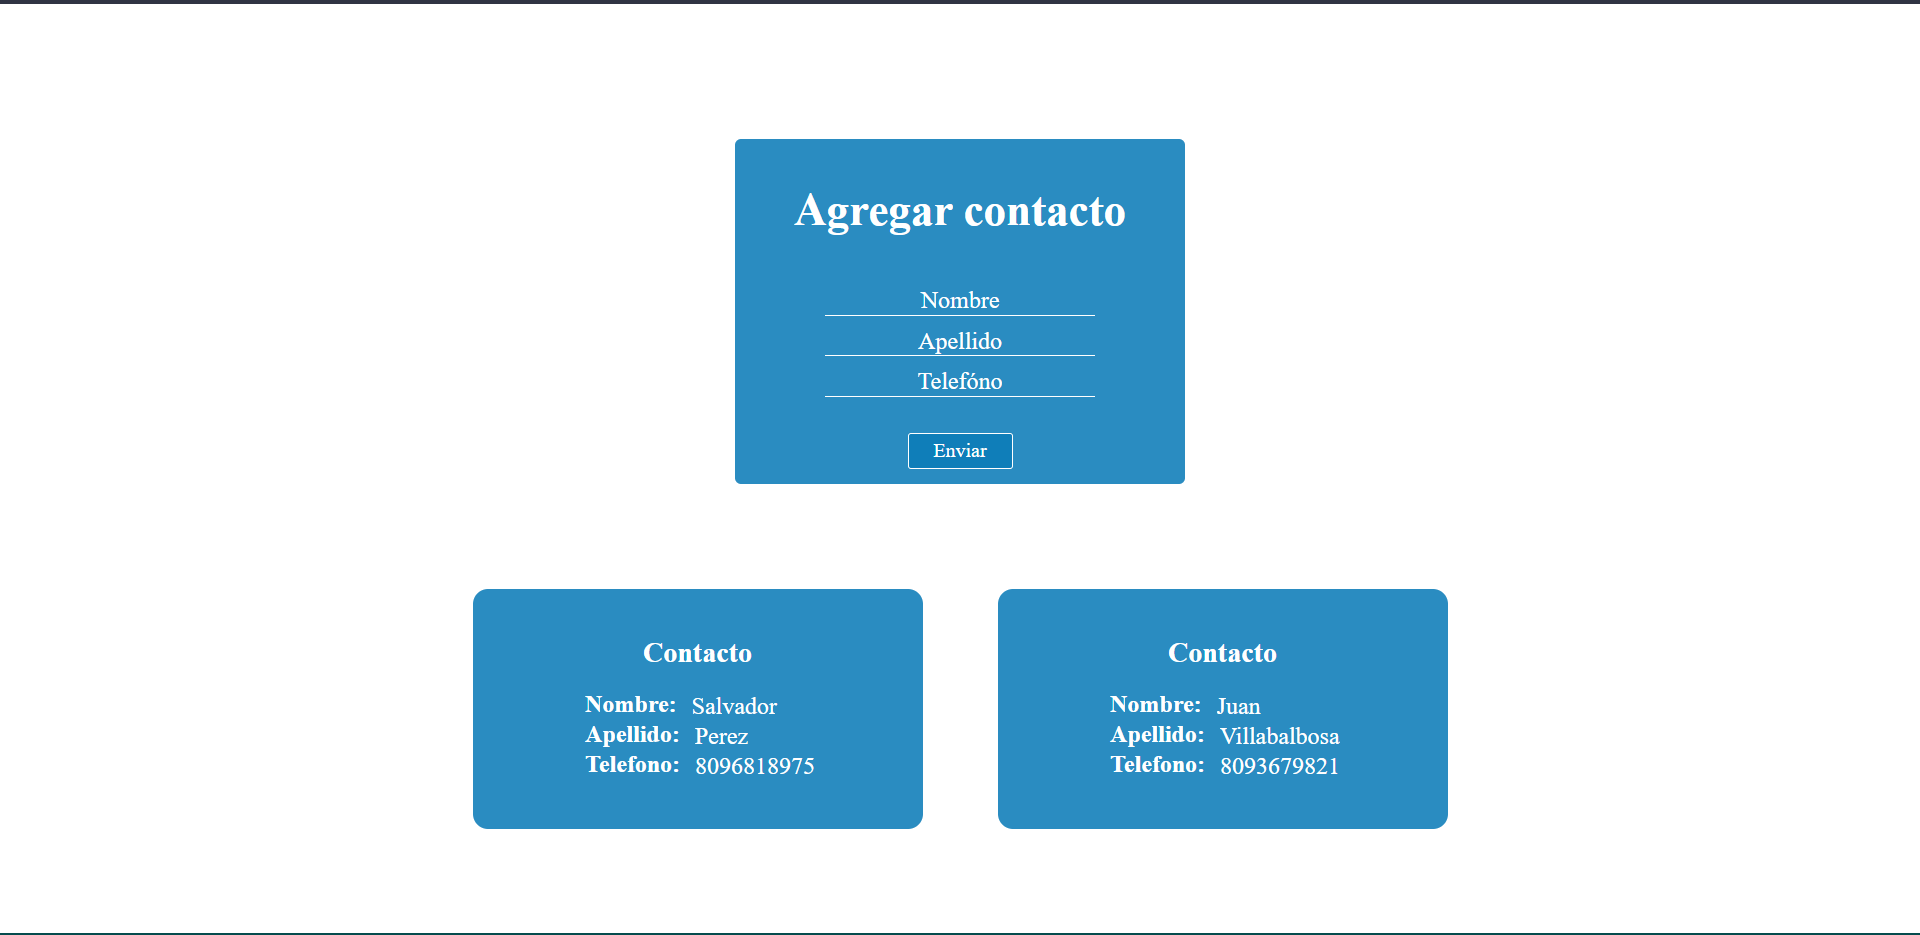 Agregar contacto
Nombre
Apellido
Telefóno
Enviar
Contacto
Nombre: Salvador
Apellido: Perez
Telefono: 8096818975
Contacto
Nombre: Juan
Apellido: Villabalbosa
Telefono: 8093679821